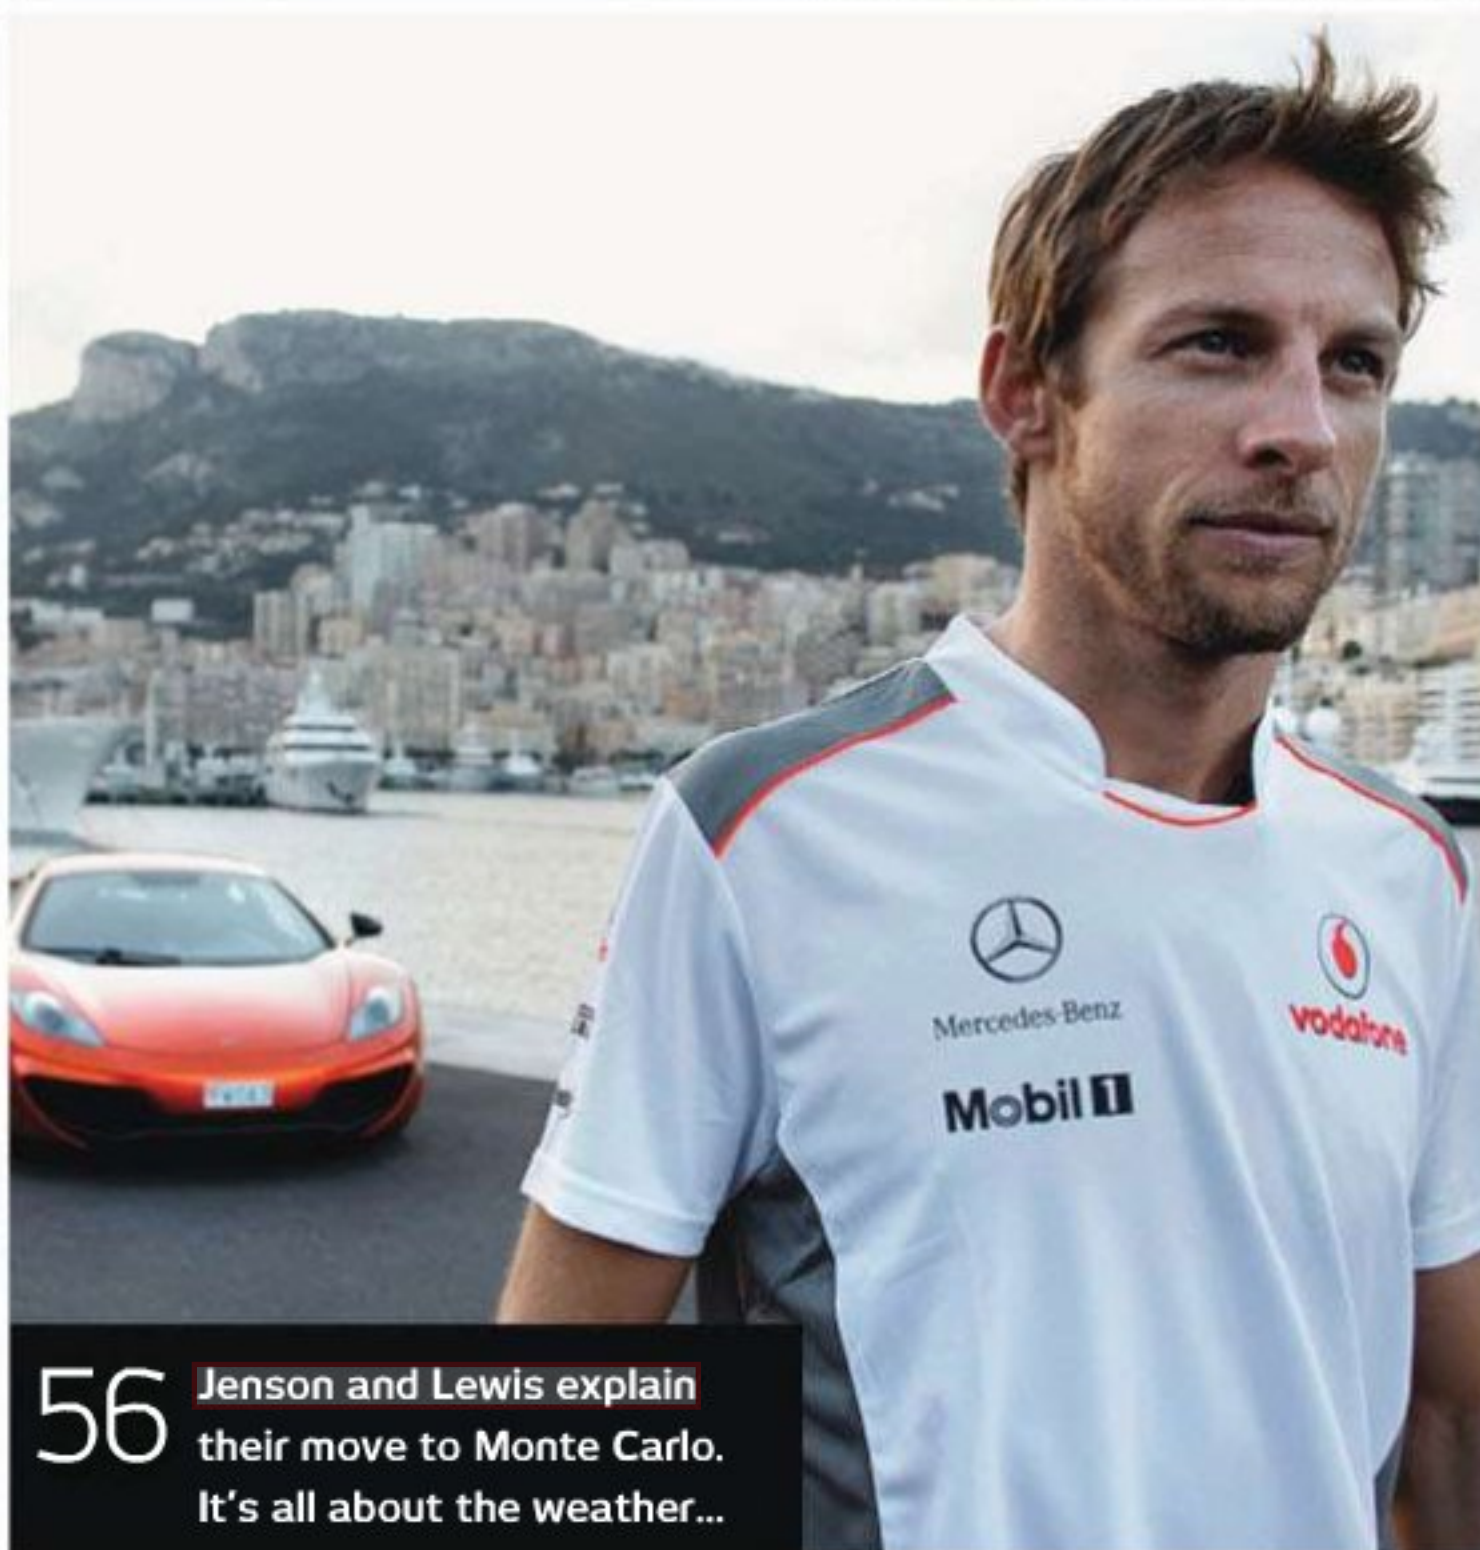 Mercedes-Benz
vodafone
Mobil 1
56
Jenson and Lewis explain
their move to Monte Carlo.
It's all about the weather...